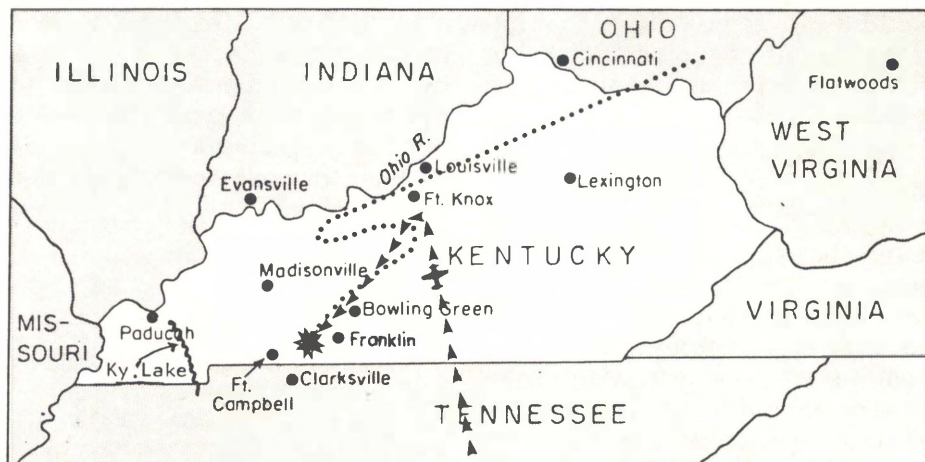 OHIO
ILLINOIS
INDIANA
Cincinnati
Flatwoods
WEST
VIRGINIA
Ohio R.
Louisville
Evansville
Lexington
Ft. Knox
KENTUCKY
Madisonville
Bowling Green
VIRGINIA
MIS-
SOURI
Paducah
Franklin
Ky. Lake
Ft.
Campbell
Clarksville
TENNESSEE